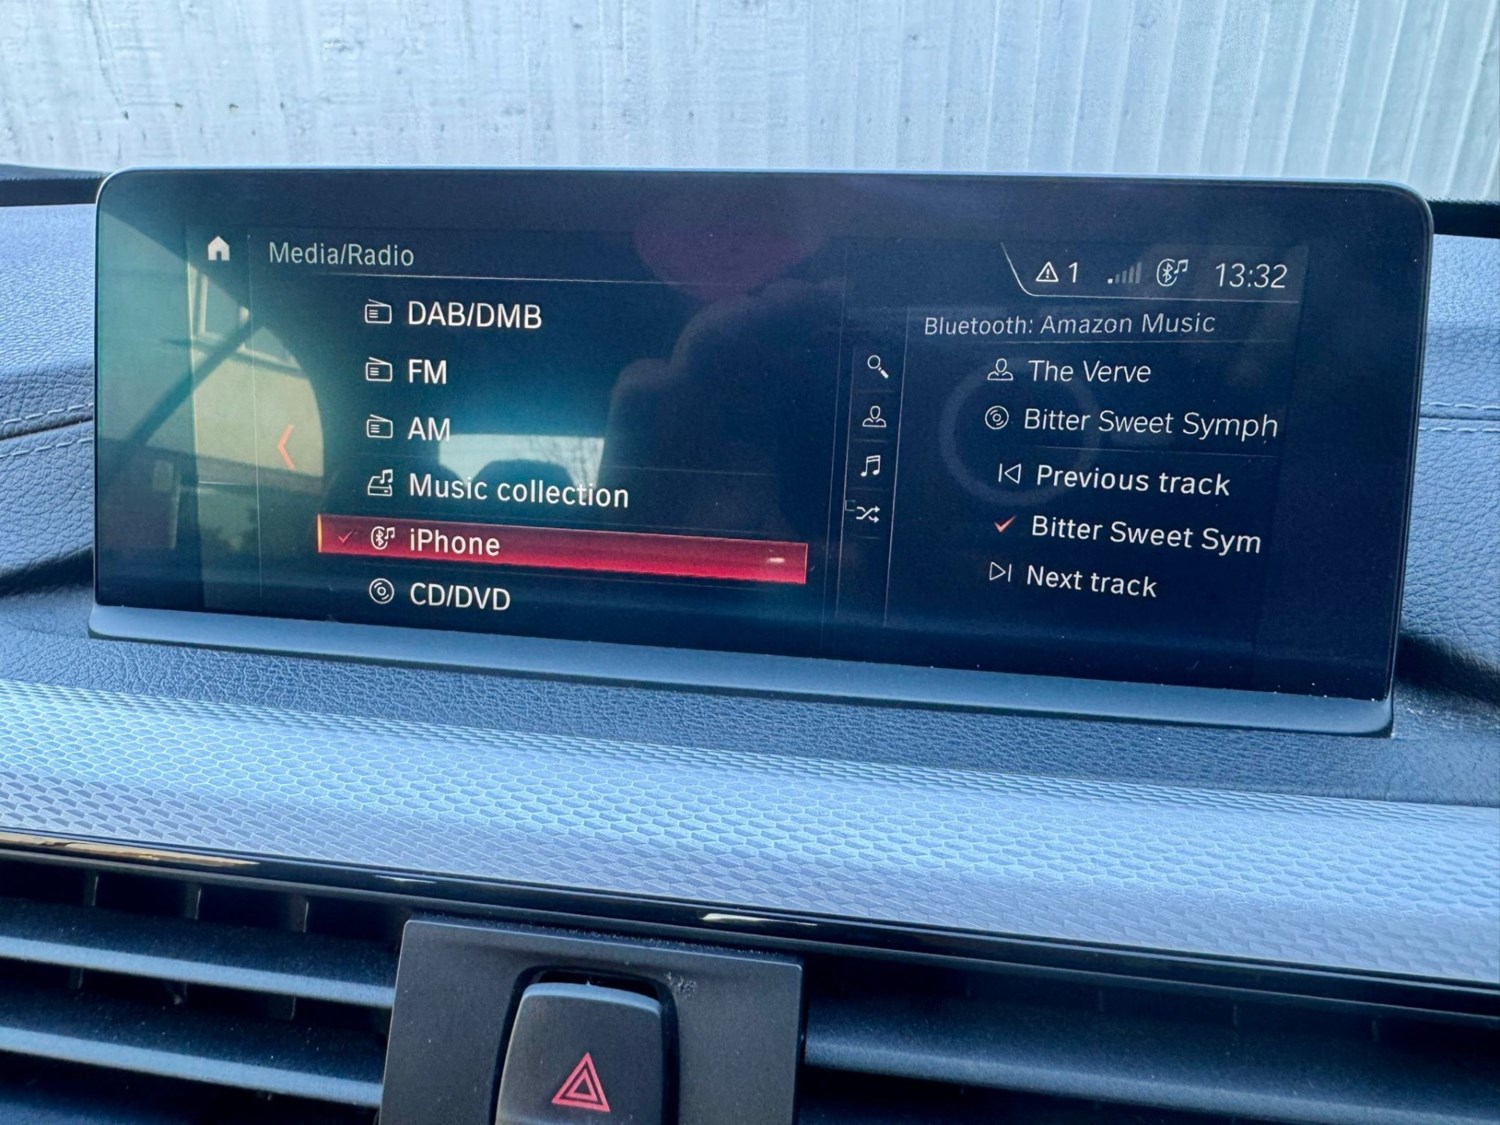 Media/Radio
1 13:32
DAB/DMB
FM
AM
Music collection
iPhone
CD/DVD
Bluetooth: Amazon Music
The Verve
Bitter Sweet Symph
Previous track
Bitter Sweet Sym
Next track